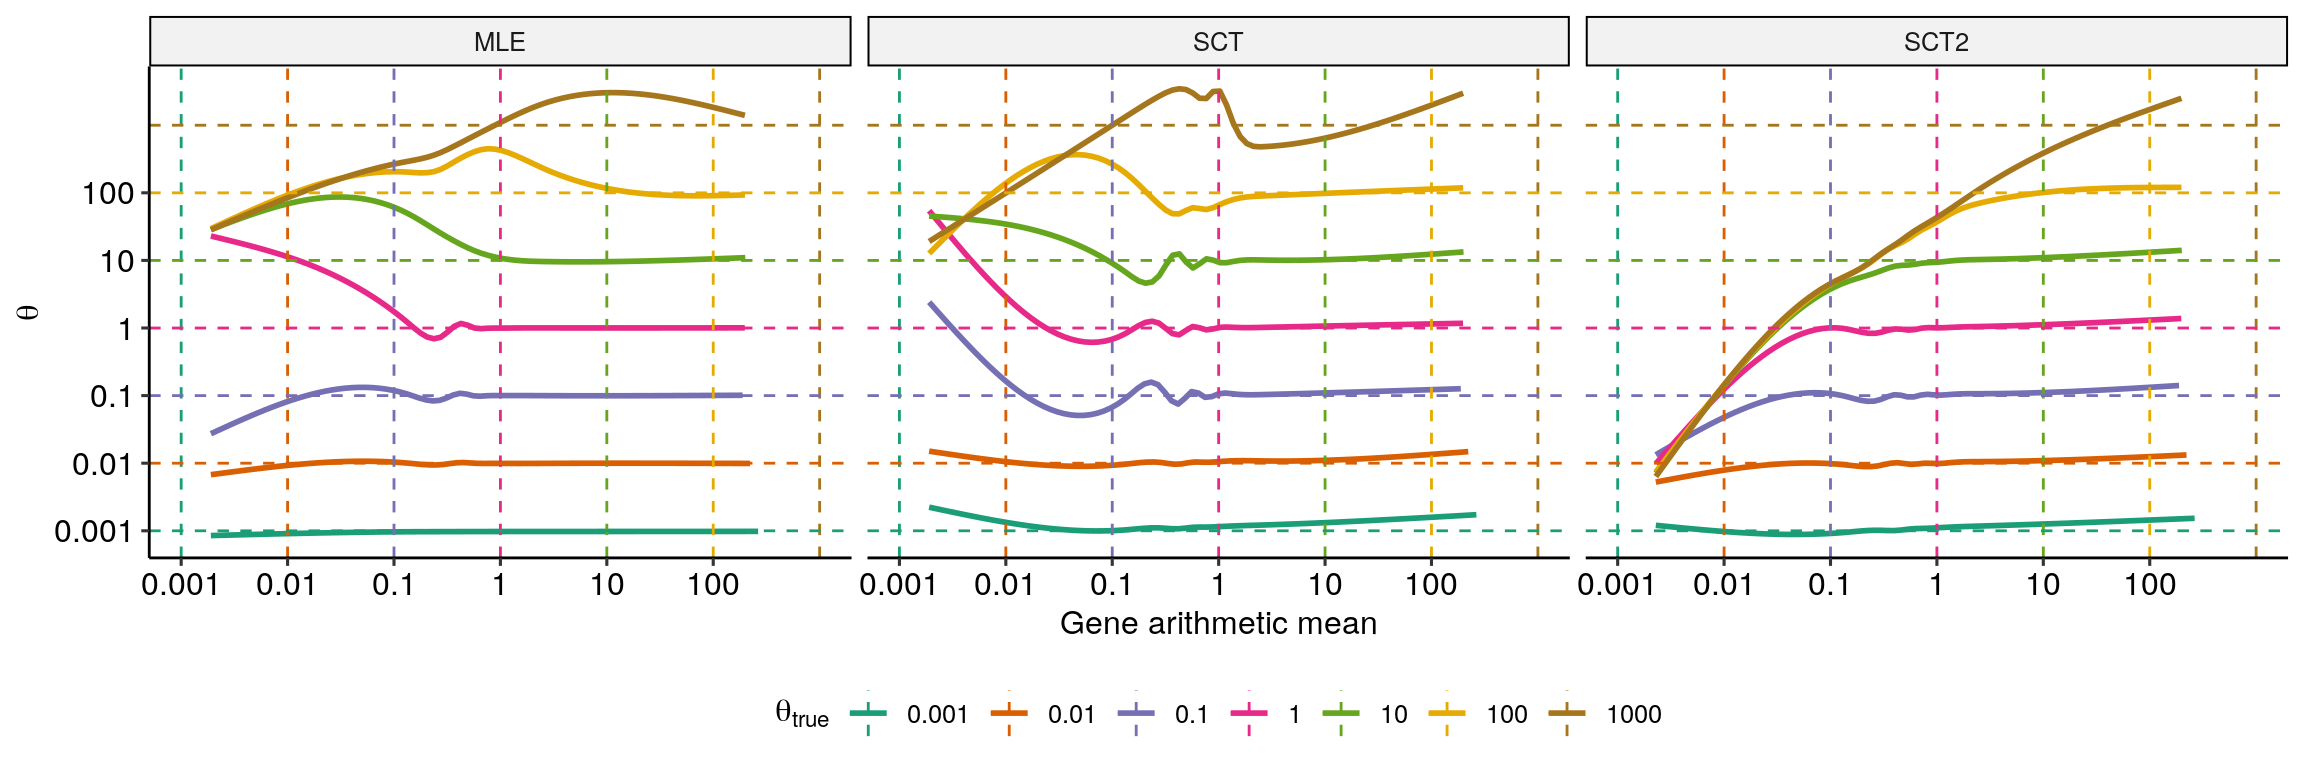 MLE SCT SCT2
θ
100
10
1
0.1
0.01
0.001
0.001 0.01 0.1 1 10 100 0.001 0.01 0.1 1 10 100 0.001 0.01 0.1 1 10 100
Gene arithmetic mean
θtrue 0.001 0.01 0.1 1 10 100 1000